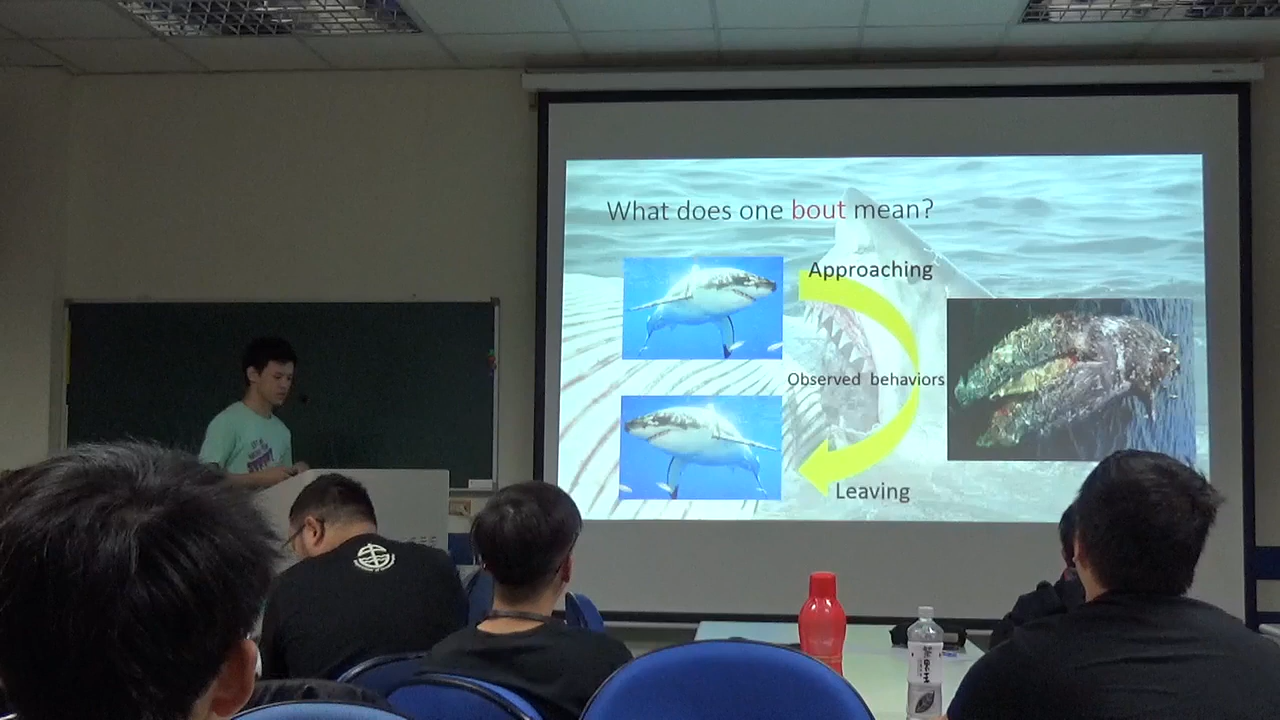 What does one bout mean?
Approaching
Observed behaviors
Leaving